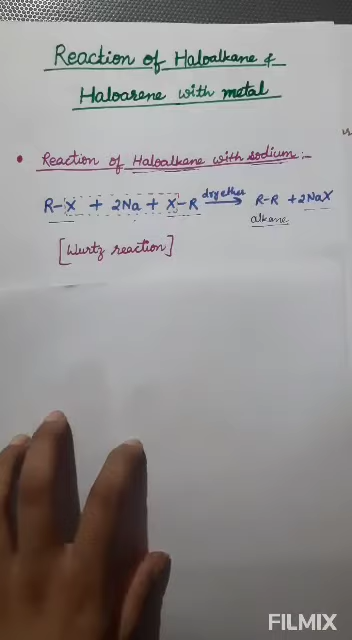 Reaction of Haloalkane &
Haloarene with metal
• Reaction of Haloalkane with sodium :-
R-X + 2Na + X-R dry ether → R-R + 2NaX
alkane
[Wurtz reaction]
FILMIX